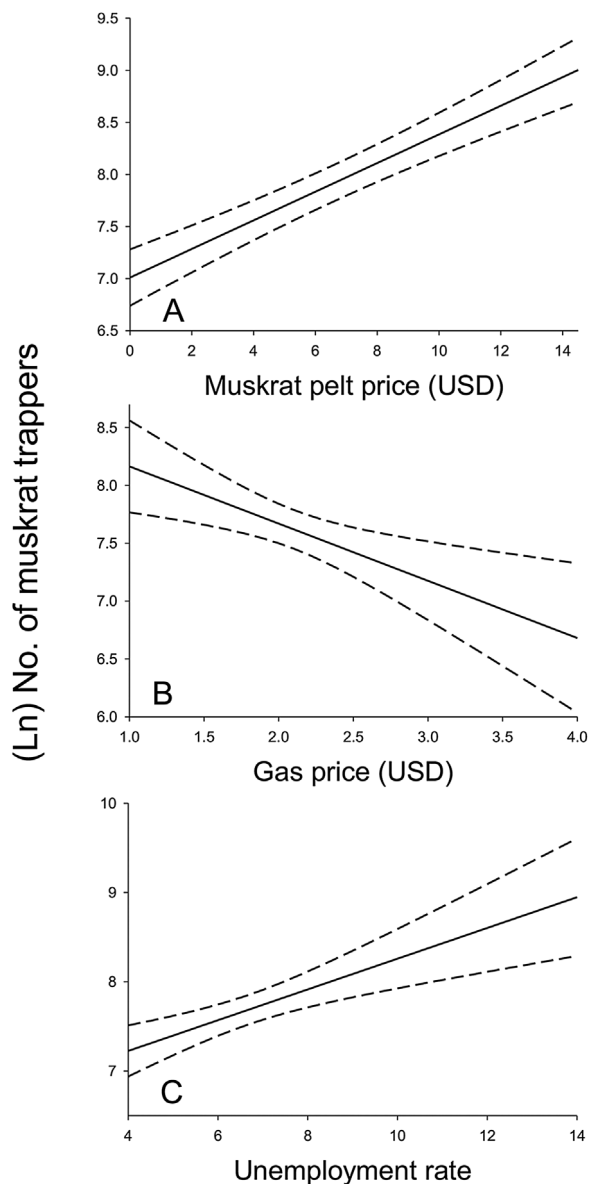 9.5
9.0
8.5
8.0
7.5
7.0
6.5
A
0 2 4 6 8 10 12 14
Muskrat pelt price (USD)
(Ln) No. of muskrat trappers
8.5
8.0
7.5
7.0
6.5
6.0
B
1.0 1.5 2.0 2.5 3.0 3.5 4.0
Gas price (USD)
10
9
8
7
C
4 6 8 10 12 14
Unemployment rate